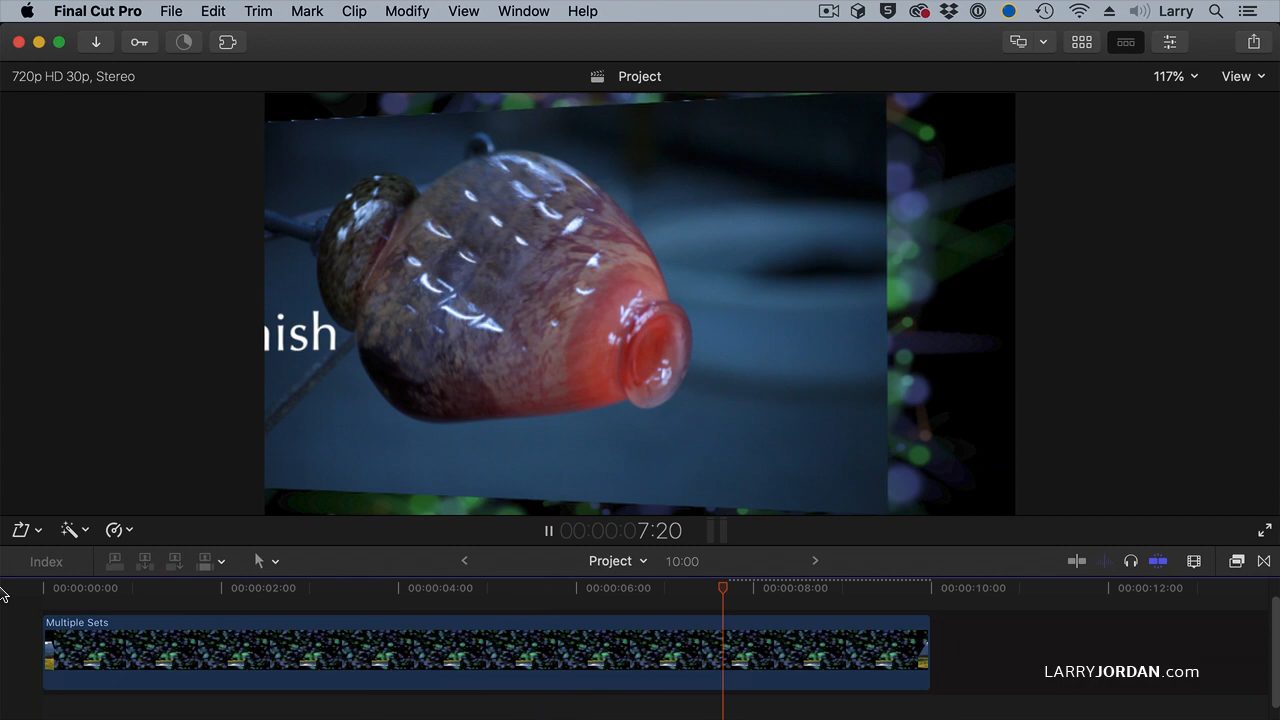 Final Cut Pro File Edit Trim Mark Clip Modify View Window Help Larry
720p HD 30p, Stereo Project 117% View
nish
00:00:07:20
Index Project 10:00
00:00:00:00 00:00:02:00 00:00:04:00 00:00:06:00 00:00:08:00 00:00:10:00 00:00:12:00
Multiple Sets
LARRYJORDAN.com